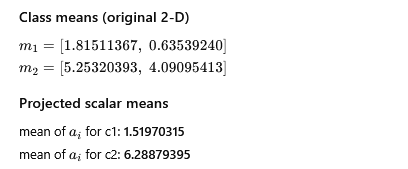 Class means (original 2-D)
m₁ = [1.81511367, 0.63539240]
m₂ = [5.25320393, 4.09095413]
Projected scalar means
mean of aᵢ for c1: 1.51970315
mean of aᵢ for c2: 6.28879395